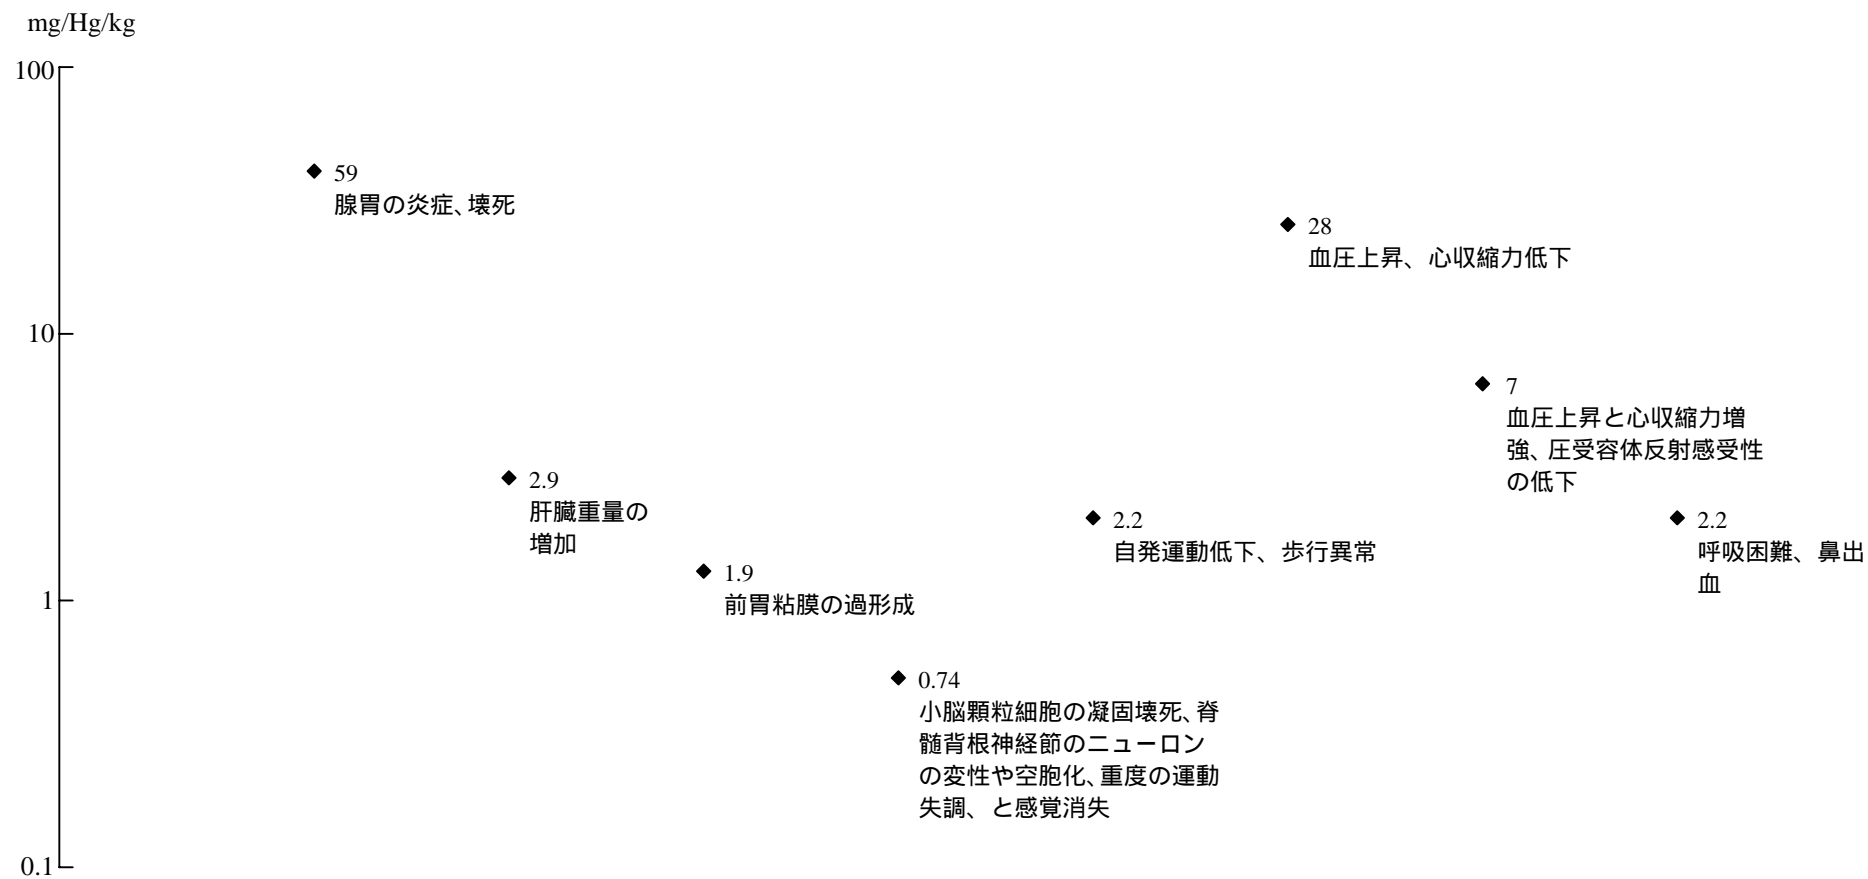 mg/Hg/kg
100
59
腺胃の炎症、壊死
28
血圧上昇、心収縮力低下
10
7
血圧上昇と心収縮力増
強、圧受容体反射感受性
の低下
2.9
肝臓重量の
増加
2.2
自発運動低下、歩行異常
2.2
呼吸困難、鼻出
血
1.9
前胃粘膜の過形成
1
0.74
小脳顆粒細胞の凝固壊死、脊
髄背根神経節のニューロン
の変性や空胞化、重度の運動
失調、と感覚消失
0.1